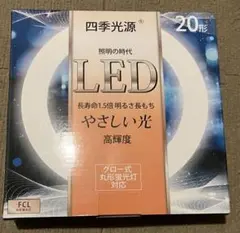 四季光源®
20形
照明の時代
LED
長寿命1.5倍 明るさ長もち
やさしい光
高輝度
グロー式
丸形蛍光灯
対応
FCL